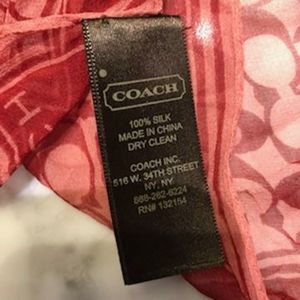 COACH
100% SILK
MADE IN CHINA
DRY CLEAN
COACH INC.
516 W. 34TH STREET
NY, NY
888-262-6224
RN# 132154
H